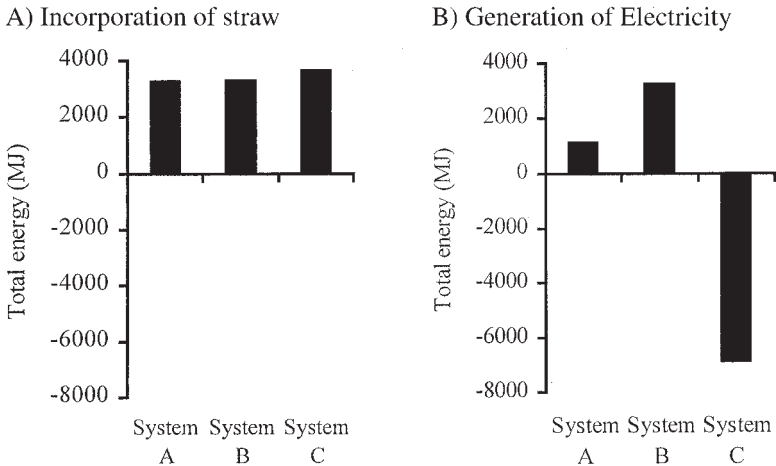 A) Incorporation of straw
4000
2000
0
-2000
-4000
-6000
-8000
Total energy (MJ)
System System System
A B C
B) Generation of Electricity
4000
2000
0
-2000
-4000
-6000
-8000
Total energy (MJ)
System System System
A B C